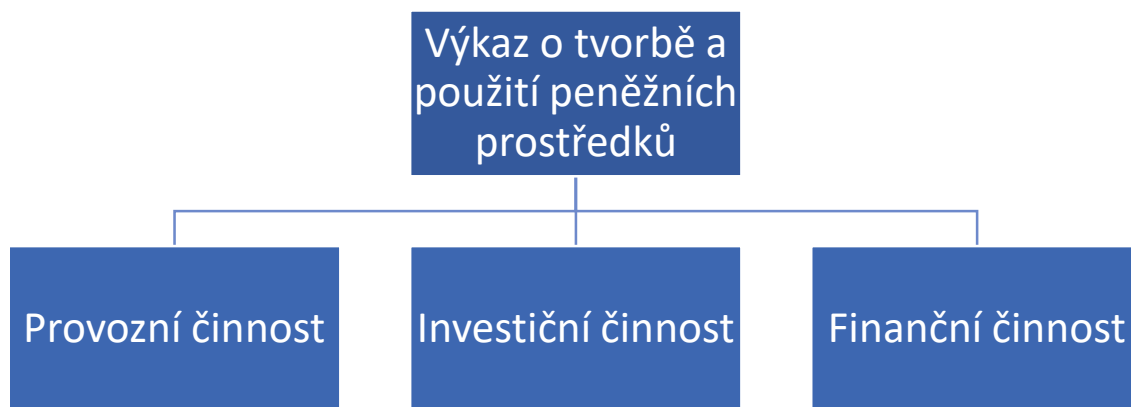 Výkaz o tvorbě a
použití peněžních
prostředků
Provozní činnost
Investiční činnost
Finanční činnost